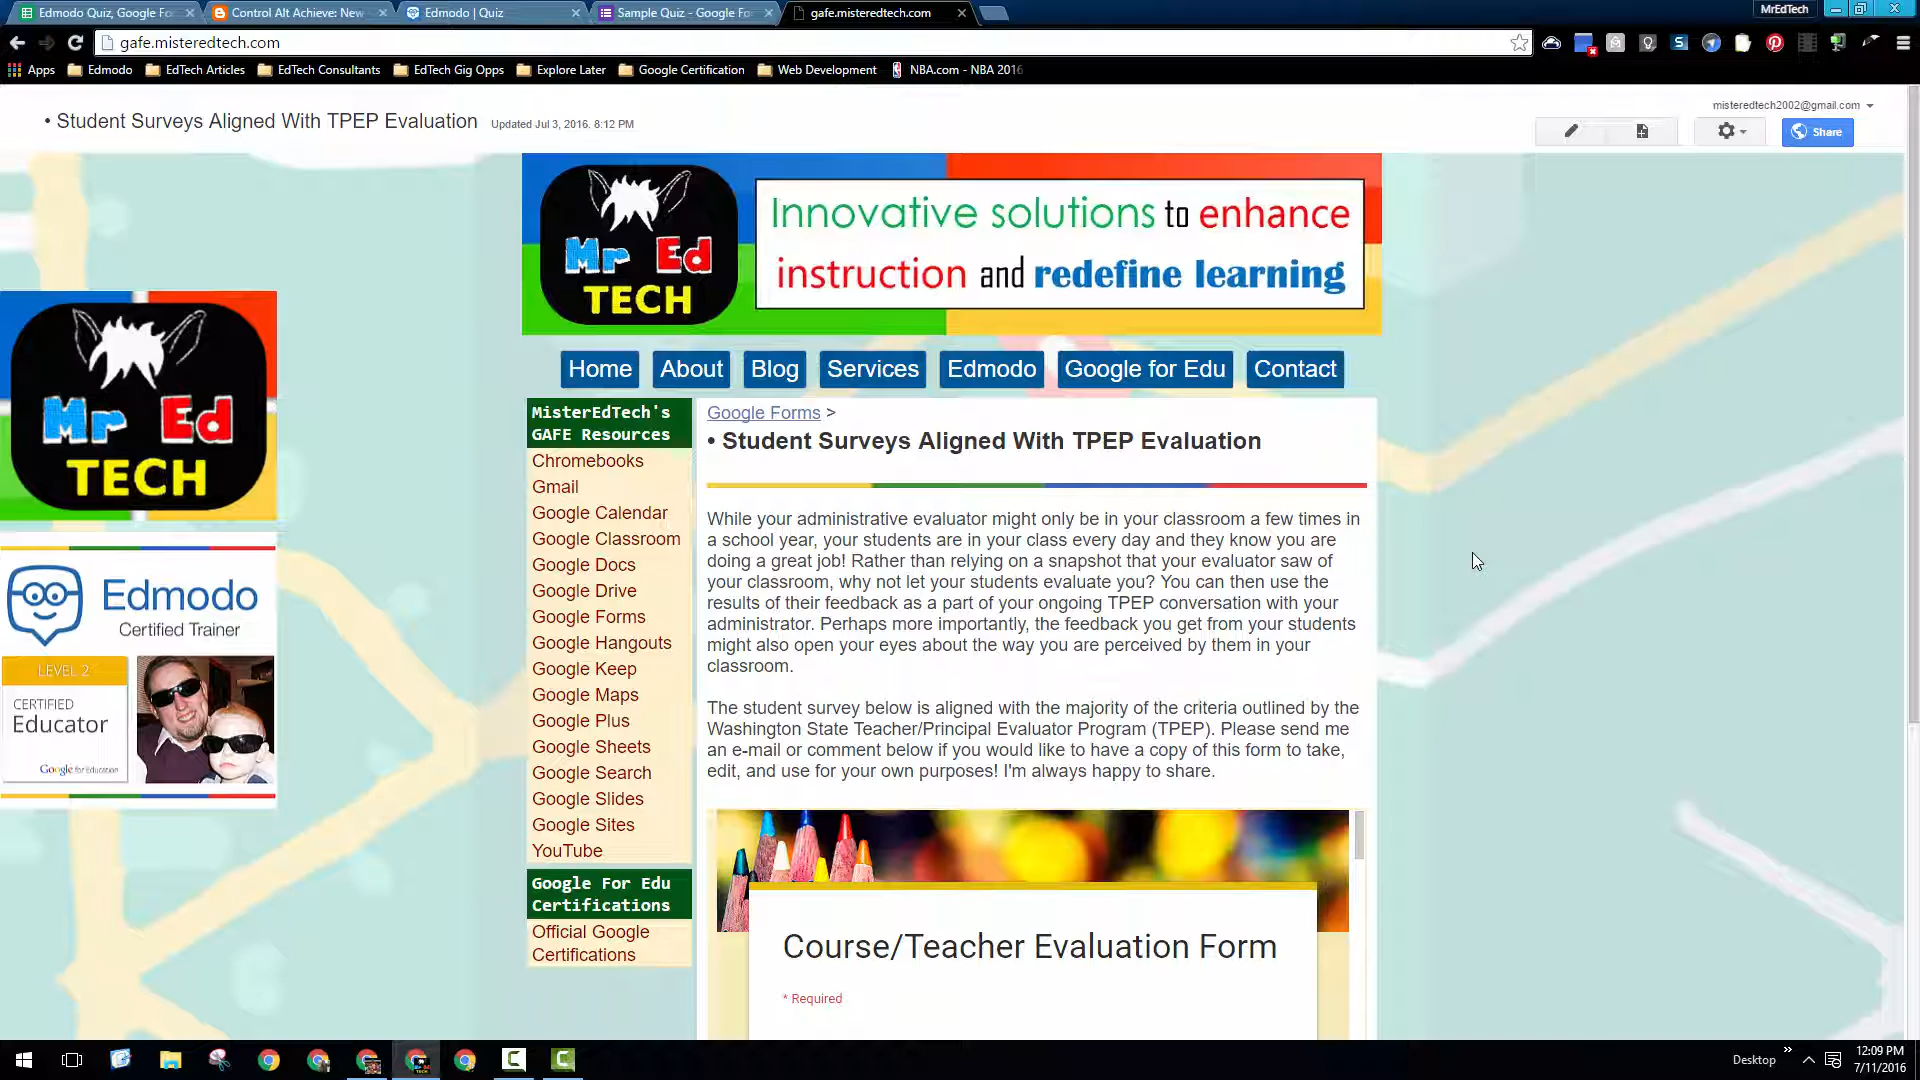 Edmodo Quiz, Google Fo
Control Alt Achieve: New
Edmodo | Quiz
Sample Quiz - Google Fo
gafe.misteredtech.com
MrEdTech
gafe.misteredtech.com
Apps
Edmodo
EdTech Articles
EdTech Consultants
EdTech Gig Opps
Explore Later
Google Certification
Web Development
NBA.com - NBA 2016
misteredtech2002@gmail.com
• Student Surveys Aligned With TPEP Evaluation
Updated Jul 3, 2016. 8:12 PM
Share
Mr Ed
TECH
Innovative solutions to enhance
instruction and redefine learning
Home
About
Blog
Services
Edmodo
Google for Edu
Contact
Mr Ed
TECH
Edmodo
Certified Trainer
LEVEL 2
CERTIFIED
Educator
Google for Education
MisterEdTech's
GAFE Resources
Chromebooks
Gmail
Google Calendar
Google Classroom
Google Docs
Google Drive
Google Forms
Google Hangouts
Google Keep
Google Maps
Google Plus
Google Sheets
Google Search
Google Slides
Google Sites
YouTube
Google For Edu
Certifications
Official Google
Certifications
Google Forms >
• Student Surveys Aligned With TPEP Evaluation
While your administrative evaluator might only be in your classroom a few times in
a school year, your students are in your class every day and they know you are
doing a great job! Rather than relying on a snapshot that your evaluator saw of
your classroom, why not let your students evaluate you? You can then use the
results of their feedback as a part of your ongoing TPEP conversation with your
administrator. Perhaps more importantly, the feedback you get from your students
might also open your eyes about the way you are perceived by them in your
classroom.
The student survey below is aligned with the majority of the criteria outlined by the
Washington State Teacher/Principal Evaluator Program (TPEP). Please send me
an e-mail or comment below if you would like to have a copy of this form to take,
edit, and use for your own purposes! I'm always happy to share.
Course/Teacher Evaluation Form
* Required
Desktop
12:09 PM
7/11/2016